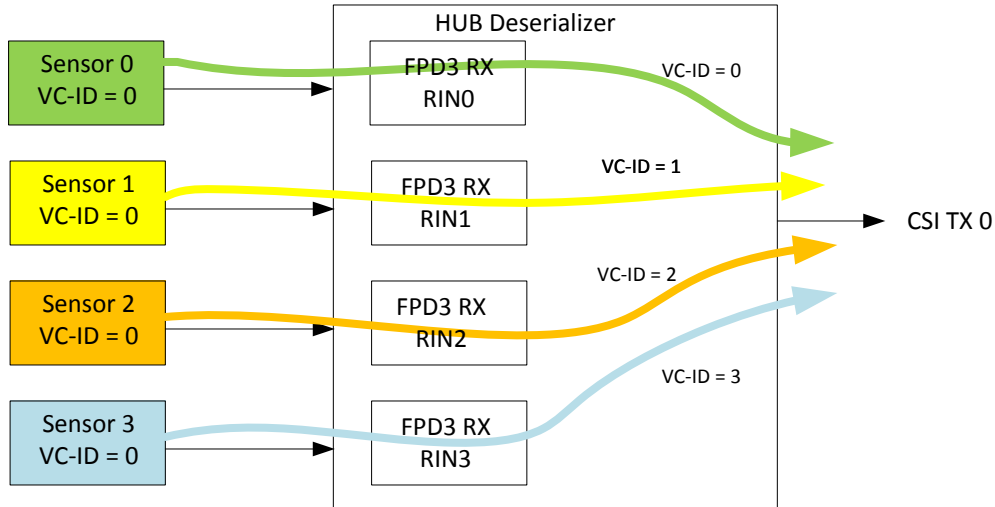 HUB Deserializer
Sensor 0
VC-ID = 0
FPD3 RX
RIN0
VC-ID = 0
Sensor 1
VC-ID = 0
FPD3 RX
RIN1
VC-ID = 1
CSI TX 0
Sensor 2
VC-ID = 0
FPD3 RX
RIN2
VC-ID = 2
Sensor 3
VC-ID = 0
FPD3 RX
RIN3
VC-ID = 3